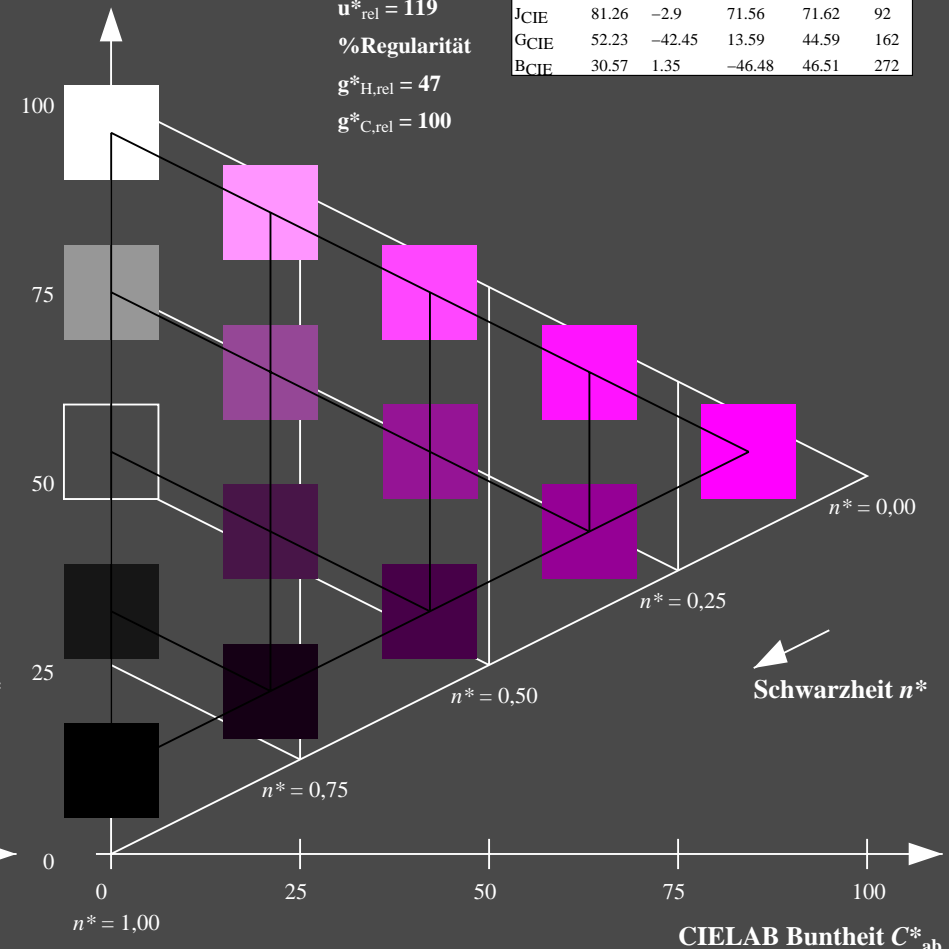 u*rel = 119
%Regularität
g*H,rel = 47
g*C,rel = 100
JCIE 81.26 −2.9 71.56 71.62 92
GCIE 52.23 −42.45 13.59 44.59 162
BCIE 30.57 1.35 −46.48 46.51 272
100
75
50
25
0
n* = 0,00
n* = 0,25
Schwarzheit n*
n* = 0,50
n* = 0,75
0 25 50 75 100
n* = 1,00
CIELAB Buntheit C*ab